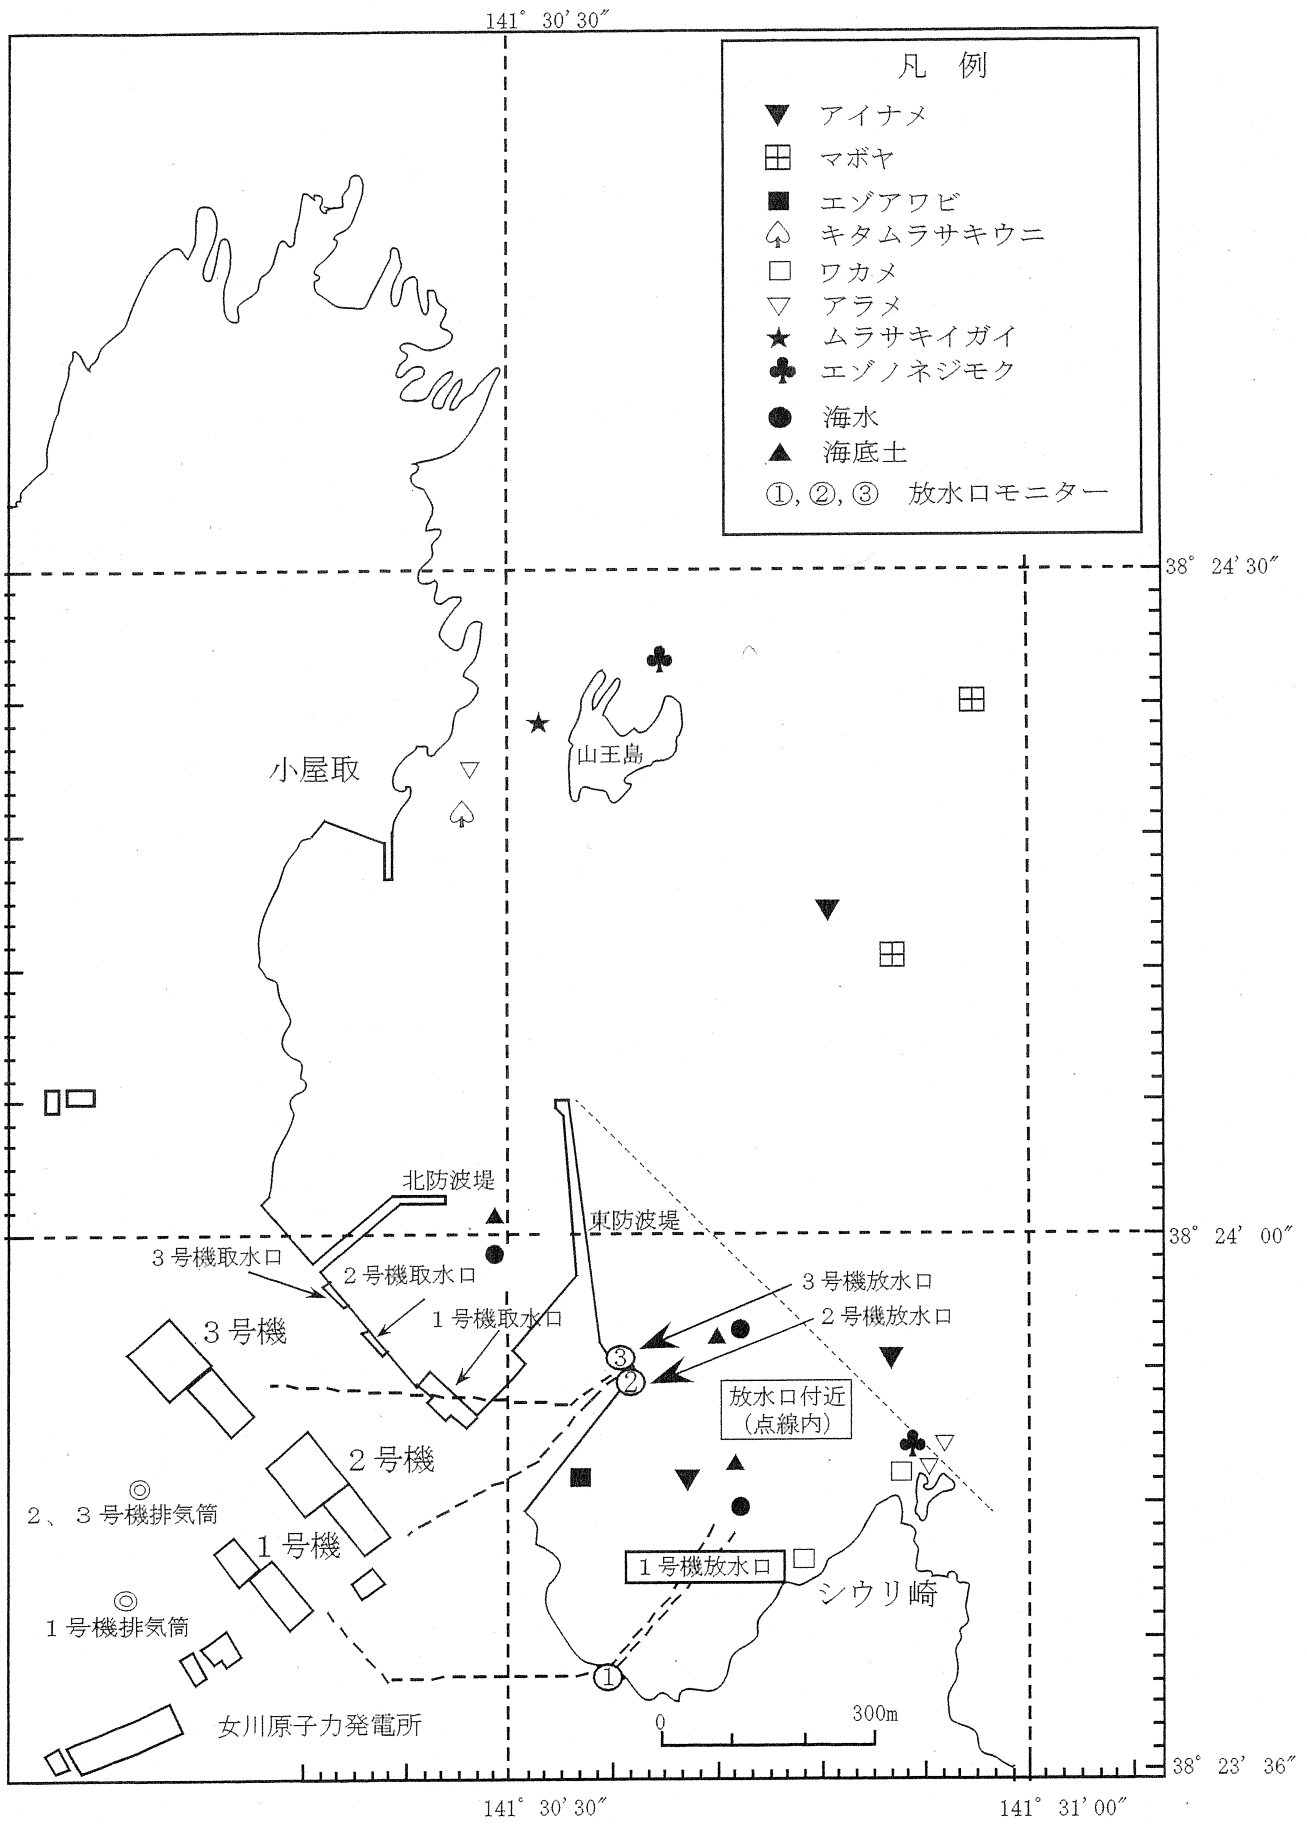 141° 30′30″
凡 例
アイナメ
マボヤ
エゾアワビ
キタムラサキウニ
ワカメ
アラメ
ムラサキイガイ
エゾノネジモク
海水
海底土
①,②,③ 放水口モニター
38° 24′30″
山王島
小屋取
北防波堤
東防波堤
38° 24′00″
3号機取水口
2号機取水口
1号機取水口
3号機放水口
2号機放水口
3号機
③
②
放水口付近
(点線内)
2号機
2、3号機排気筒
1号機
1号機放水口
シウリ崎
1号機排気筒
①
女川原子力発電所
0
300m
38° 23′36″
141° 30′30″
141° 31′00″